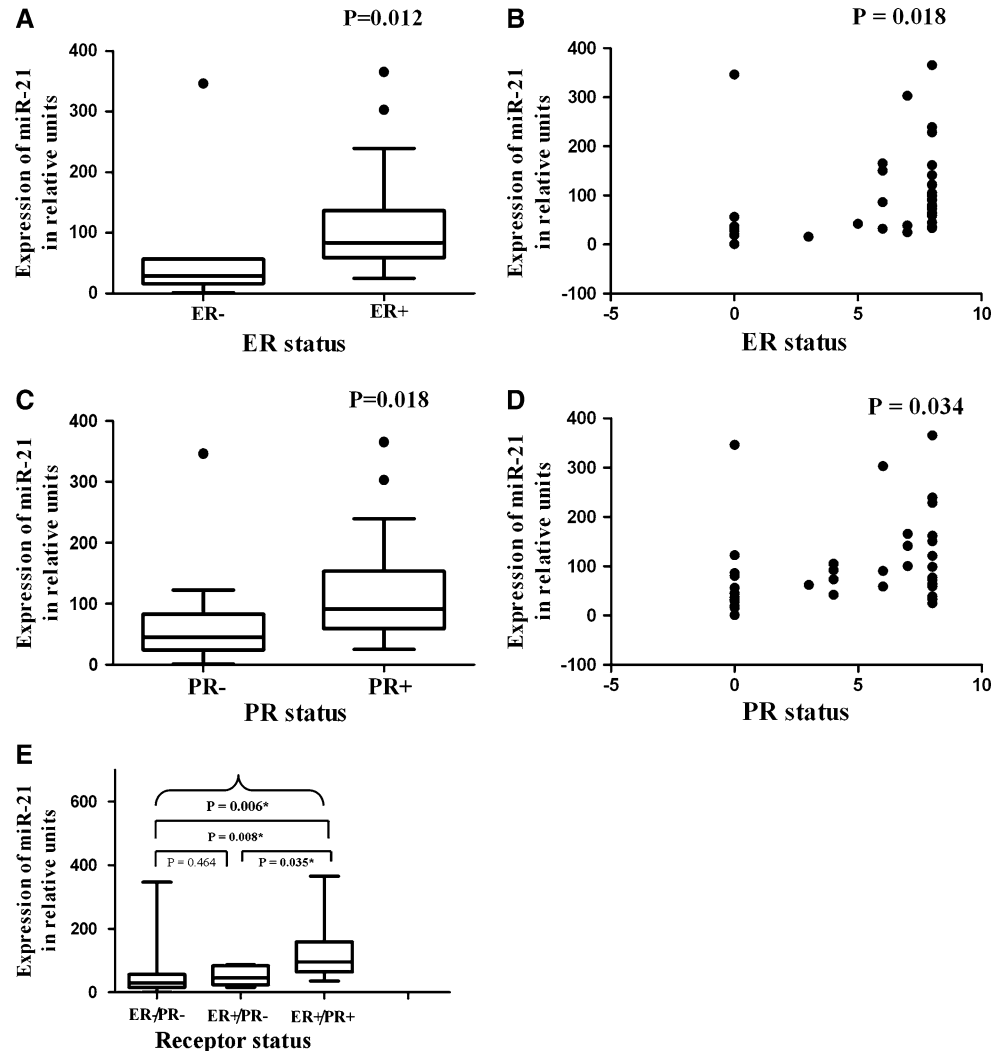 A
P=0.012
Expression of miR-21
in relative units
400
300
200
100
0
ER-
ER+
ER status
B
P = 0.018
Expression of miR-21
in relative units
400
300
200
100
0
-100
-5
0
5
10
ER status
C
P=0.018
Expression of miR-21
in relative units
400
300
200
100
0
PR-
PR+
PR status
D
P = 0.034
Expression of miR-21
in relative units
400
300
200
100
0
-100
-5
0
5
10
PR status
E
Expression of miR-21
in relative units
600
400
200
0
P = 0.006*
P = 0.008*
P = 0.464
P = 0.035*
ER-/PR-
ER+/PR-
ER+/PR+
Receptor status